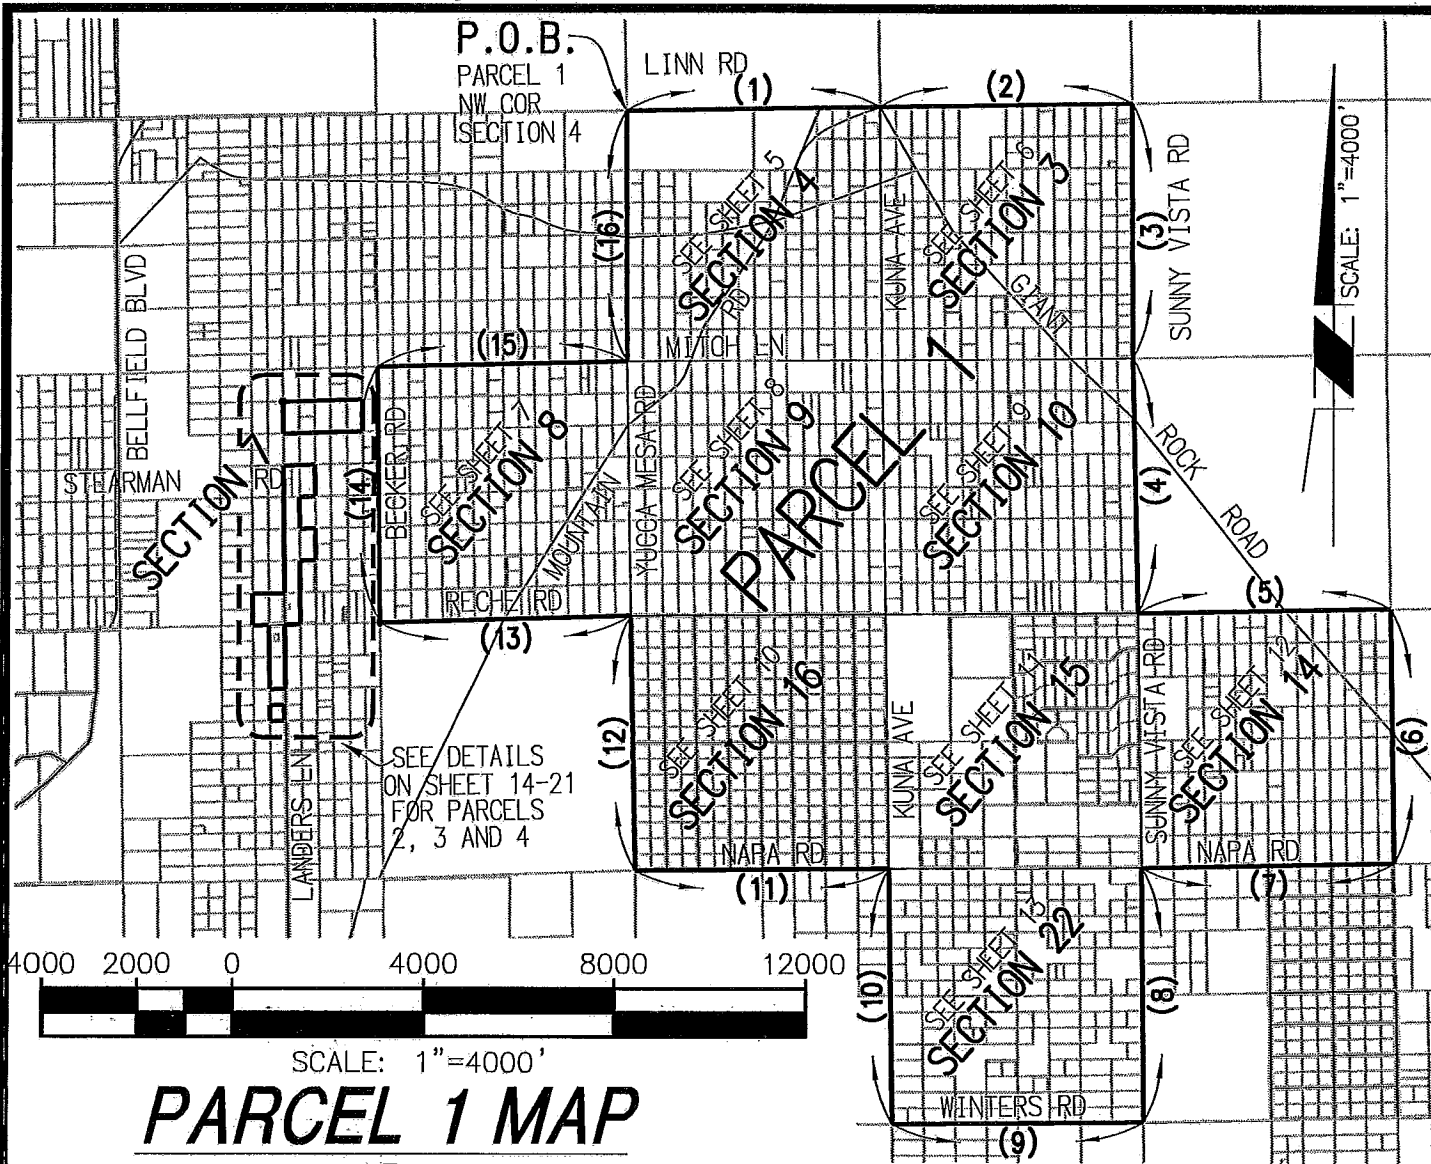 P.O.B.
PARCEL 1
NW COR
SECTION 4
LINN RD
(1)
(2)
SUNNY VISTA RD
(3)
SCALE: 1"=4000'
SEE SHEET 5
SECTION 4
KUNA AVE
SEE SHEET 6
SECTION 3
(16)
RD
GIANT
BELLFIELD BLVD
(15)
MITCH LN
1
BECKER RD
SEE SHEET 7
SECTION 8
YUCCA MESA RD
SEE SHEET 8
SECTION 9
PARCEL
SEE SHEET 9
SECTION 10
ROCK
(4)
ROAD
STEARMAN RD
SECTION 7
(14)
MOUNTAIN
RECHE RD
(13)
(5)
SEE SHEET 10
SECTION 16
KUNA AVE
SEE SHEET 11
SECTION 15
SUNNY VISTA RD
SEE SHEET 12
SECTION 14
(6)
(12)
LANDERS LN
SEE DETAILS
ON SHEET 14-21
FOR PARCELS
2, 3 AND 4
NAPA RD
(11)
NAPA RD
(7)
SEE SHEET 13
SECTION 22
(10)
(8)
WINTERS RD
(9)
4000 2000 0 4000 8000 12000
SCALE: 1"=4000'
PARCEL 1 MAP